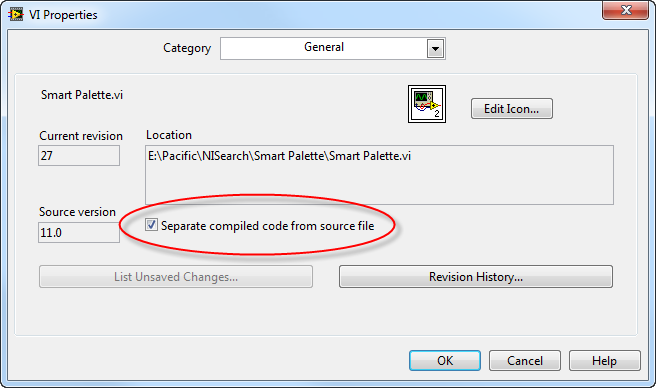 VI Properties
Category General
Smart Palette.vi
2
Edit Icon...
Current revision
27
Location
E:\Pacific\NISearch\Smart Palette\Smart Palette.vi
Source version
11.0
Separate compiled code from source file
List Unsaved Changes...
Revision History...
OK
Cancel
Help